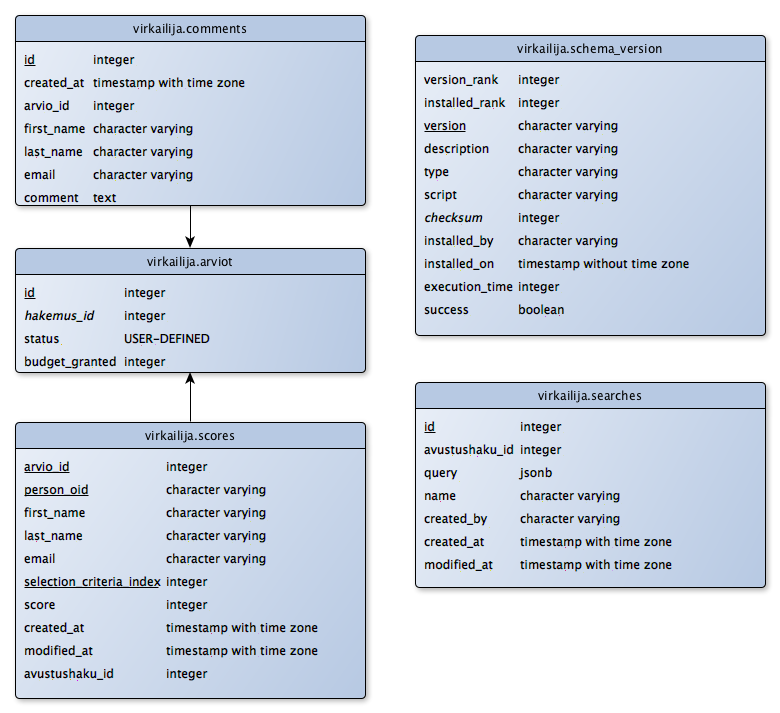 virkailija.comments
id integer
created_at timestamp with time zone
arvio_id integer
first_name character varying
last_name character varying
email character varying
comment text
virkailija.arviot
id integer
hakemus_id integer
status USER-DEFINED
budget_granted integer
virkailija.scores
arvio_id integer
person_oid character varying
first_name character varying
last_name character varying
email character varying
selection_criteria_index integer
score integer
created_at timestamp with time zone
modified_at timestamp with time zone
avustushaku_id integer
virkailija.schema_version
version_rank integer
installed_rank integer
version character varying
description character varying
type character varying
script character varying
checksum integer
installed_by character varying
installed_on timestamp without time zone
execution_time integer
success boolean
virkailija.searches
id integer
avustushaku_id integer
query jsonb
name character varying
created_by character varying
created_at timestamp with time zone
modified_at timestamp with time zone